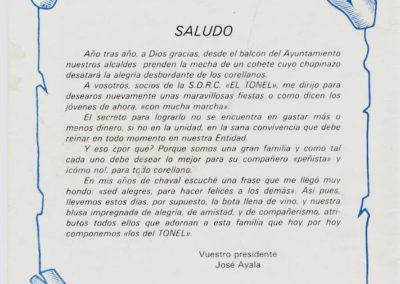 SALUDO
Año tras año, a Dios gracias, desde el balcón del Ayuntamiento
nuestros alcaldes prenden la mecha de un cohete cuyo chupinazo
desatará la alegría desbordante de los corellanos.
A vosotros, socios de la S.D.R.C. «EL TONEL», me dirijo para
desearos nuevamente unas maravillosas fiestas o como dicen los
jóvenes de ahora, «con mucha marcha».
El secreto para lograrlo no se encuentra en gastar más o
menos dinero, si no en la unidad, en la sana convivencia que debe
reinar en todo momento en nuestra Entidad.
Y eso ¿por qué? Porque somos una gran familia y como tal
cada uno debe desear lo mejor para su compañero «peñista» y
¡cómo no!, para todo corellano.
En mis años de chaval escuché una frase que me llegó muy
hondo: «sed alegres, para hacer felices a los demás». Así pues,
llevemos estos días, por supuesto, la bota llena de vino, y nuestra
blusa impregnada de alegría, de amistad, y de compañerismo, atri-
butos todos ellos que adornan a esta familia que hoy por hoy
componemos «los del TONEL».
Vuestro presidente
José Ayala